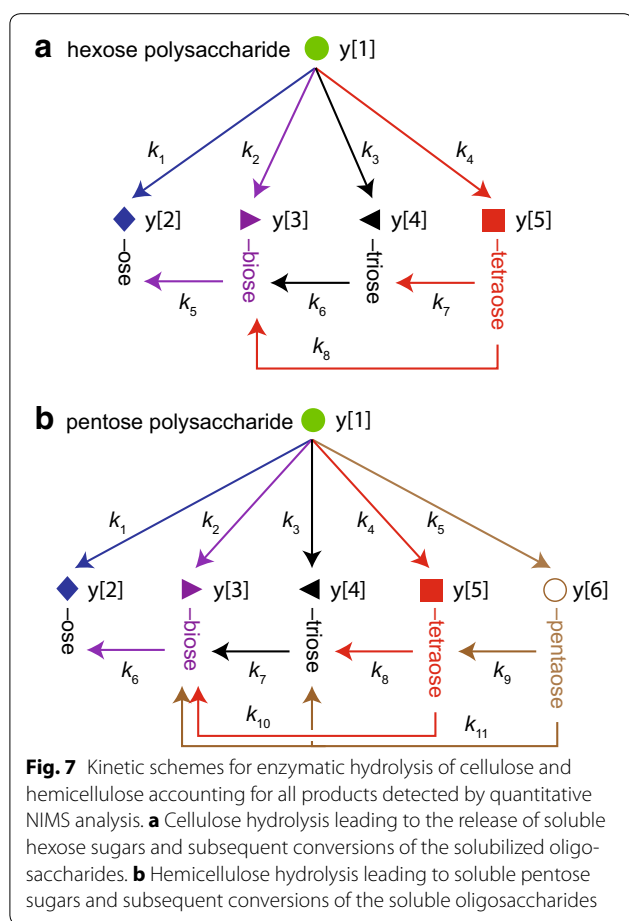 a hexose polysaccharide y[1]
k1 k2 k3 k4
y[2] y[3] y[4] y[5]
–ose –biose –triose –tetraose
k5 k6 k7
k8
b pentose polysaccharide y[1]
k1 k2 k3 k4 k5
y[2] y[3] y[4] y[5] y[6]
–ose –biose –triose –tetraose –pentaose
k6 k7 k8 k9
k10 k11
Fig. 7 Kinetic schemes for enzymatic hydrolysis of cellulose and
hemicellulose accounting for all products detected by quantitative
NIMS analysis. a Cellulose hydrolysis leading to the release of soluble
hexose sugars and subsequent conversions of the solubilized oligo-
saccharides. b Hemicellulose hydrolysis leading to soluble pentose
sugars and subsequent conversions of the soluble oligosaccharides